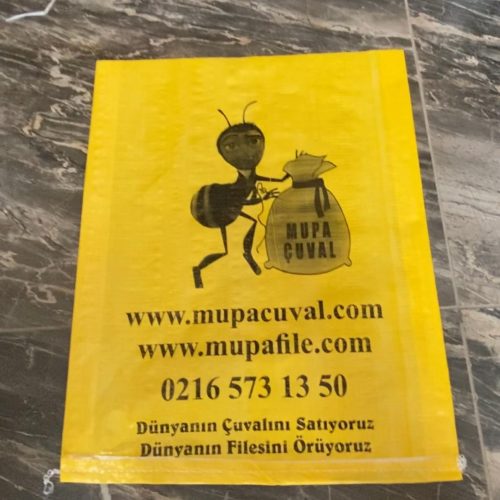 MUPA
ÇUVAL
www.mupacuval.com
www.mupafile.com
0216 573 13 50
Dünyanın Çuvalını Satıyoruz
Dünyanın Filesini Örüyoruz